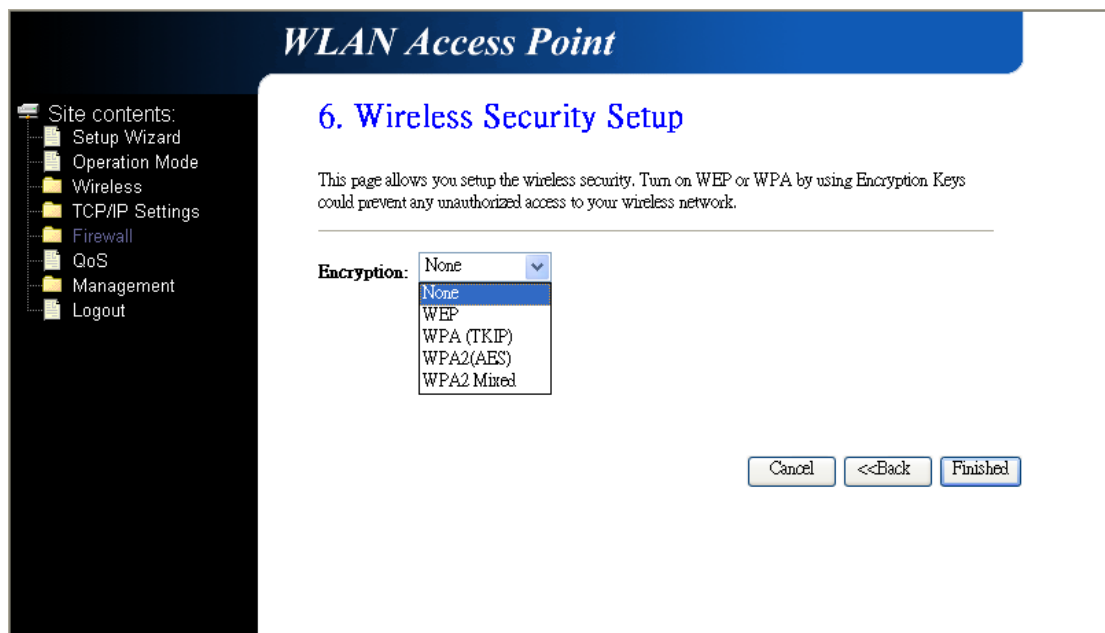 WLAN Access Point
Site contents:
Setup Wizard
Operation Mode
Wireless
TCP/IP Settings
Firewall
QoS
Management
Logout
6. Wireless Security Setup
This page allows you setup the wireless security. Turn on WEP or WPA by using Encryption Keys
could prevent any unauthorized access to your wireless network.
Encryption: None
None
WEP
WPA (TKIP)
WPA2(AES)
WPA2 Mixed
Cancel <<Back Finished